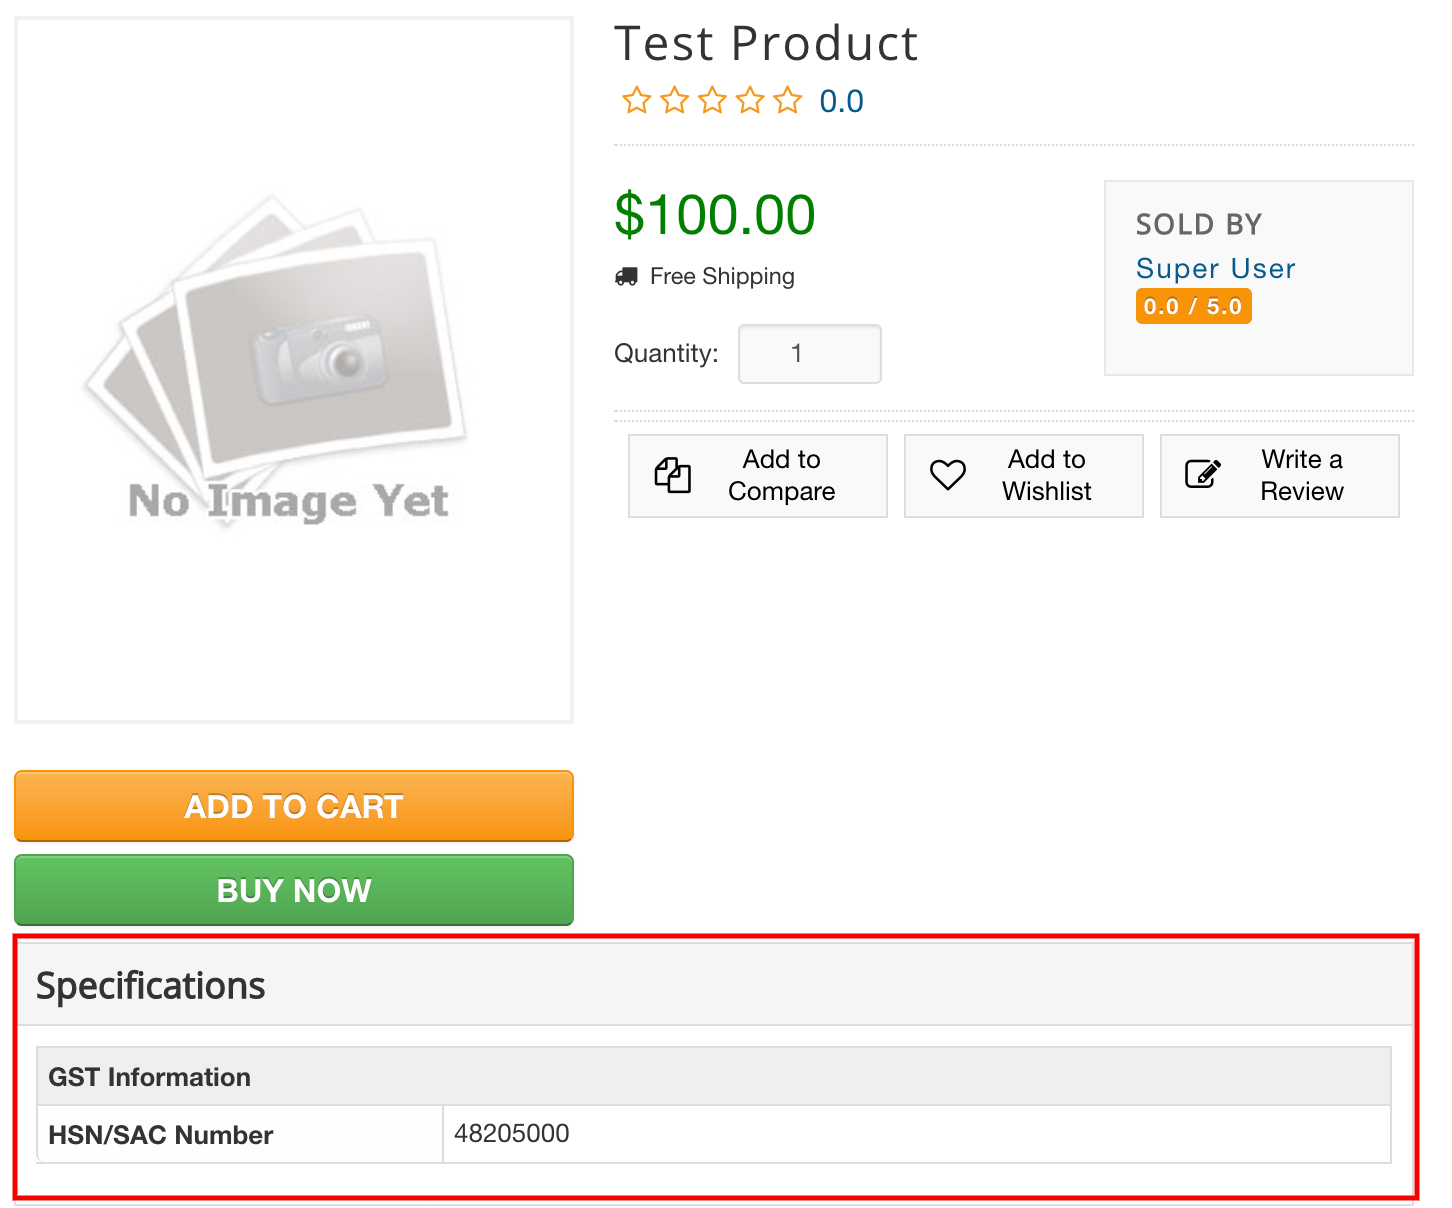 Test Product
0.0
$100.00
Free Shipping
Quantity: 1
SOLD BY
Super User
0.0 / 5.0
Add to
Compare
Add to
Wishlist
Write a
Review
No Image Yet
ADD TO CART
BUY NOW
Specifications
GST Information
HSN/SAC Number 48205000